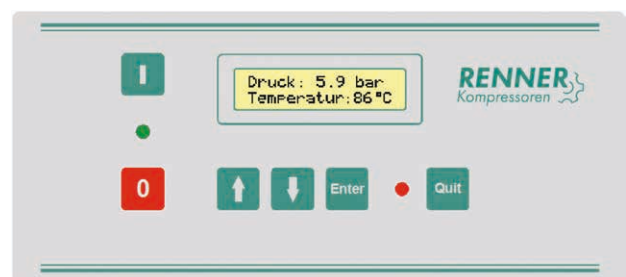 I
Druck: 5.9 bar
Temperatur:86°C
RENNER
Kompressoren
0
Enter
Quit